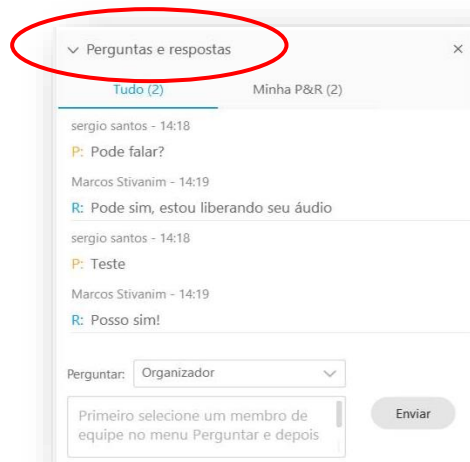 Perguntas e respostas
Tudo (2) Minha P&R (2)
sergio santos - 14:18
P: Pode falar?
Marcos Stivanim - 14:19
R: Pode sim, estou liberando seu áudio
sergio santos - 14:18
P: Teste
Marcos Stivanim - 14:19
R: Posso sim!
Perguntar: Organizador
Primeiro selecione um membro de
equipe no menu Perguntar e depois
Enviar